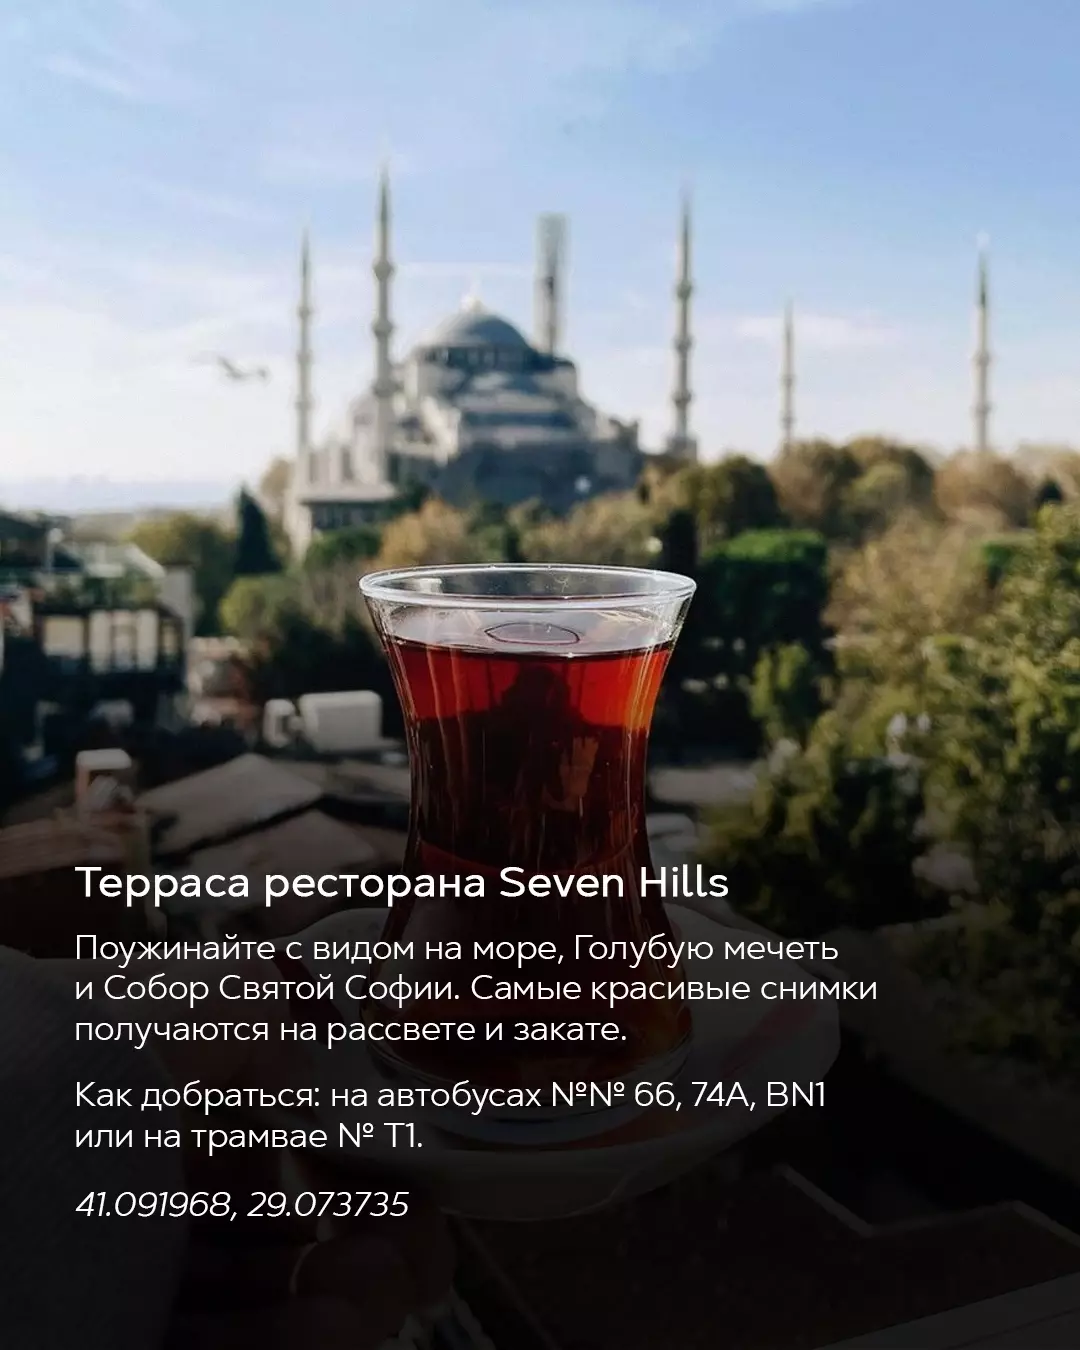 Терраса ресторана Seven Hills
Поужинайте с видом на море, Голубую мечеть
и Собор Святой Софии. Самые красивые снимки
получаются на рассвете и закате.
Как добраться: на автобусах №№ 66, 74A, BN1
или на трамвае № T1.
41.091968, 29.073735